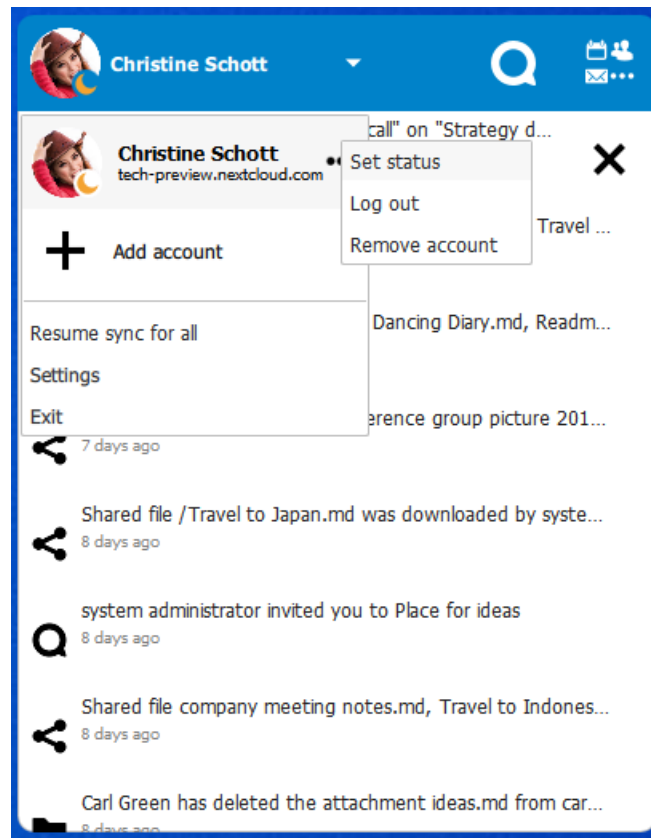 Christine Schott
call" on "Strategy d...
Christine Schott
tech-preview.nextcloud.com
Set status
Log out
Remove account
Travel ...
Add account
Dancing Diary.md, Readm...
Resume sync for all
Settings
Exit
erence group picture 201...
7 days ago
Shared file /Travel to Japan.md was downloaded by syste...
8 days ago
system administrator invited you to Place for ideas
8 days ago
Shared file company meeting notes.md, Travel to Indones...
8 days ago
Carl Green has deleted the attachment ideas.md from car...
8 days ago